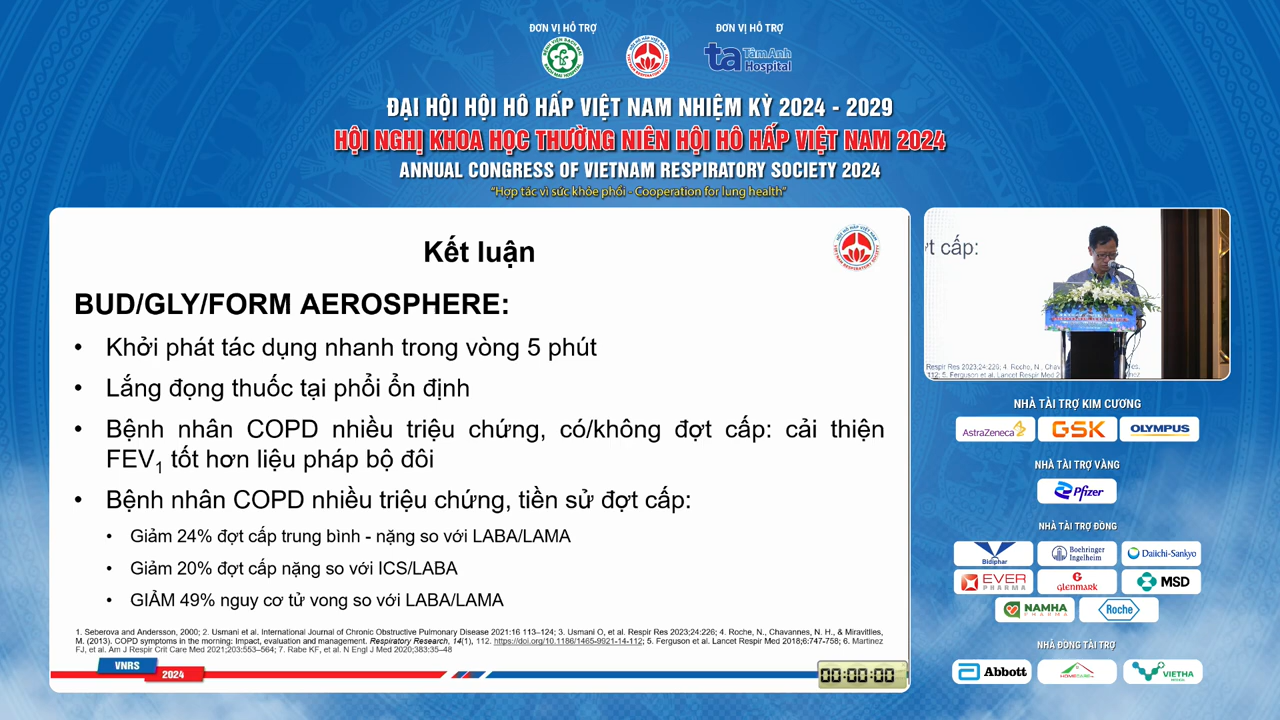 ĐƠN VỊ HỖ TRỢ
ĐƠN VỊ HỖ TRỢ
ta TâmAnh
Hospital
ĐẠI HỘI HỘI HÔ HẤP VIỆT NAM NHIỆM KỲ 2024 - 2029
HỘI NGHỊ KHOA HỌC THƯỜNG NIÊN HỘI HÔ HẤP VIỆT NAM 2024
ANNUAL CONGRESS OF VIETNAM RESPIRATORY SOCIETY 2024
"Hợp tác vì sức khỏe phổi - Cooperation for lung health"
Kết luận
BUD/GLY/FORM AEROSPHERE:
• Khởi phát tác dụng nhanh trong vòng 5 phút
• Lắng đọng thuốc tại phổi ổn định
• Bệnh nhân COPD nhiều triệu chứng, có/không đợt cấp: cải thiện
FEV1 tốt hơn liệu pháp bộ đôi
• Bệnh nhân COPD nhiều triệu chứng, tiền sử đợt cấp:
• Giảm 24% đợt cấp trung bình - nặng so với LABA/LAMA
• Giảm 20% đợt cấp nặng so với ICS/LABA
• GIẢM 49% nguy cơ tử vong so với LABA/LAMA
1. Seberova and Andersson, 2000; 2. Usmani et al. International Journal of Chronic Obstructive Pulmonary Disease 2021:16 113–124; 3. Usmani O, et al. Respir Res 2023;24:226; 4. Roche, N., Chavannes, N. H., & Miravitlles,
M. (2013). COPD symptoms in the morning: Impact, evaluation and management. Respiratory Research, 14(1), 112. https://doi.org/10.1186/1465-9921-14-112; 5. Ferguson et al. Lancet Respir Med 2018;6:747-758; 6. Martinez
FJ, et al. Am J Respir Crit Care Med 2021;203:553–564; 7. Rabe KF, et al. N Engl J Med 2020;383:35–48
VNRS
2024
00:00:00
ợt cấp:
NHÀ TÀI TRỢ KIM CƯƠNG
AstraZeneca
GSK
OLYMPUS
NHÀ TÀI TRỢ VÀNG
Pfizer
NHÀ TÀI TRỢ ĐỒNG
Bidiphar
Boehringer
Ingelheim
Daiichi-Sankyo
EVER
PHARMA
glenmark
MSD
NAMHA
PHARMA
Roche
NHÀ ĐỒNG TÀI TRỢ
Abbott
HOMECARE
VIETHA